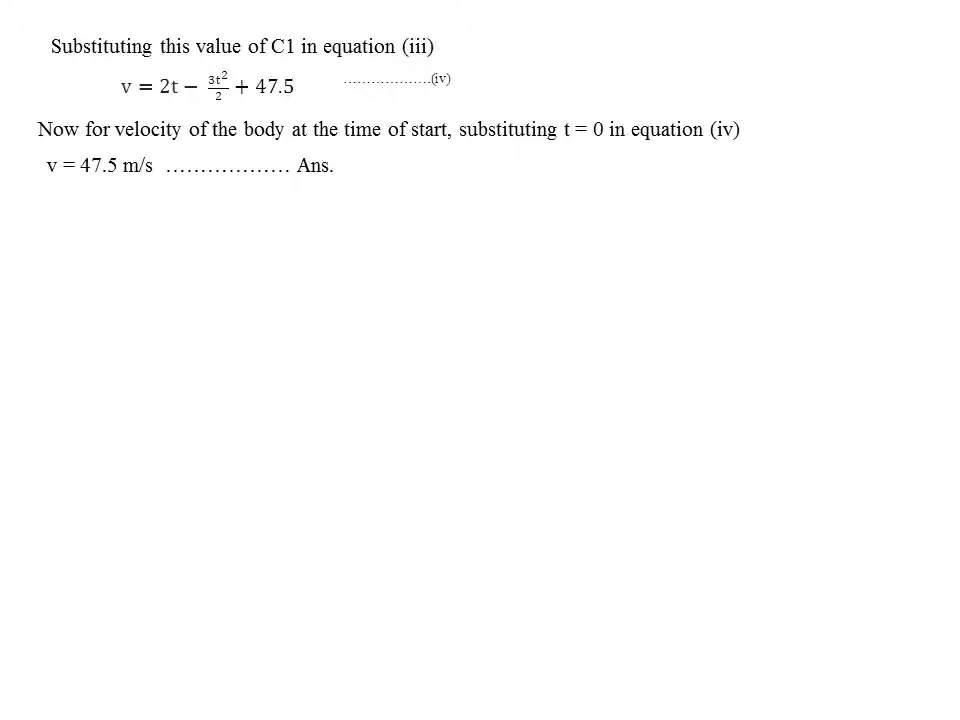 Substituting this value of C1 in equation (iii)
v = 2t − 3t²/2 + 47.5 ...................(iv)
Now for velocity of the body at the time of start, substituting t = 0 in equation (iv)
v = 47.5 m/s .................. Ans.